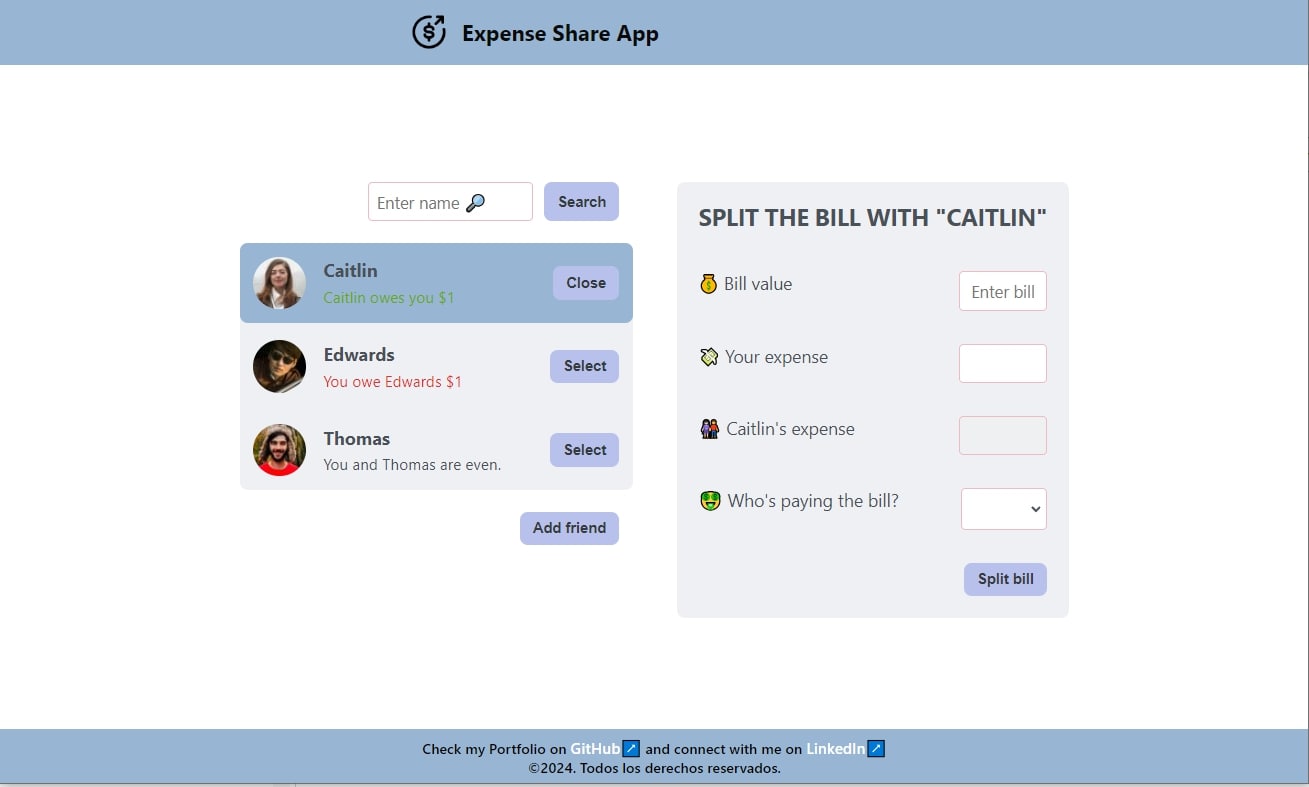 Expense Share App
Enter name 🔎
Search
Caitlin
Caitlin owes you $1
Close
Edwards
You owe Edwards $1
Select
Thomas
You and Thomas are even.
Select
Add friend
SPLIT THE BILL WITH "CAITLIN"
💰 Bill value
Enter bill
💸 Your expense
👭 Caitlin's expense
🤑 Who's paying the bill?
Split bill
Check my Portfolio on GitHub↗️ and connect with me on LinkedIn↗️
©2024. Todos los derechos reservados.